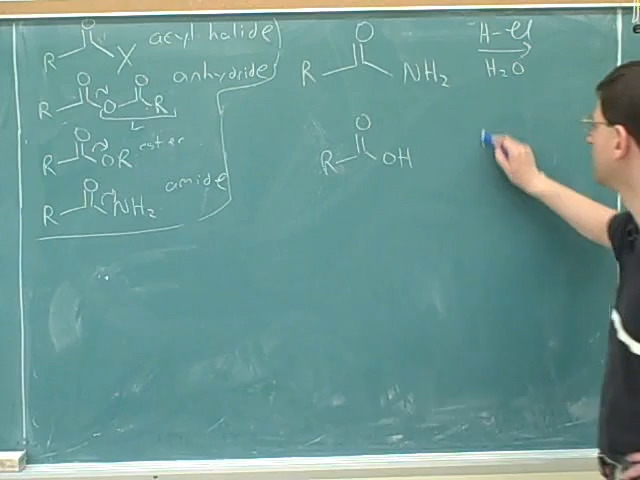 O
R X acyl halide
O O
R O R anhydride
L
O
R OR ester
O
R NH2 amide
O
R NH2
H-Cl
H2O
O
R OH